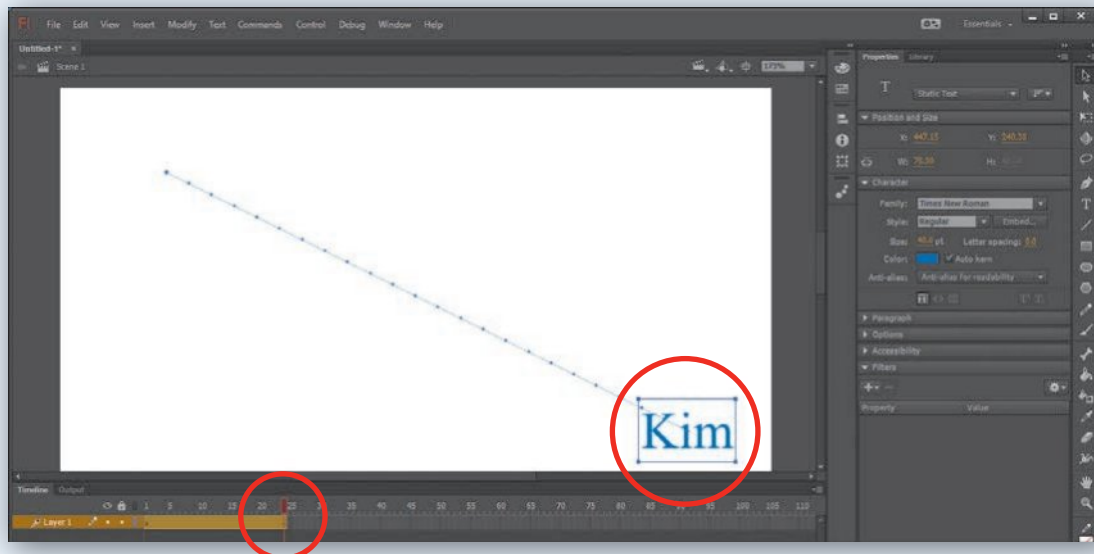 Fl File Edit View Insert Modify Text Commands Control Debug Window Help Essentials
Untitled-1* ×
Scene 1
Properties Library
T Static Text
Position and Size
X: 447.15 Y: 240.35
W: H:
Character
Family: Times New Roman
Style: Regular Embed...
Size: 40.0 pt Letter spacing: 0.0
Color: Auto kern
Anti-alias: Anti-alias for readability
Paragraph
Options
Accessibility
Filters
Property Value
Kim
Timeline Output
1 5 10 15 20 25 35 40 45 50 55 60 65 70 75 80 85 90 95 100 105 110
Layer 1